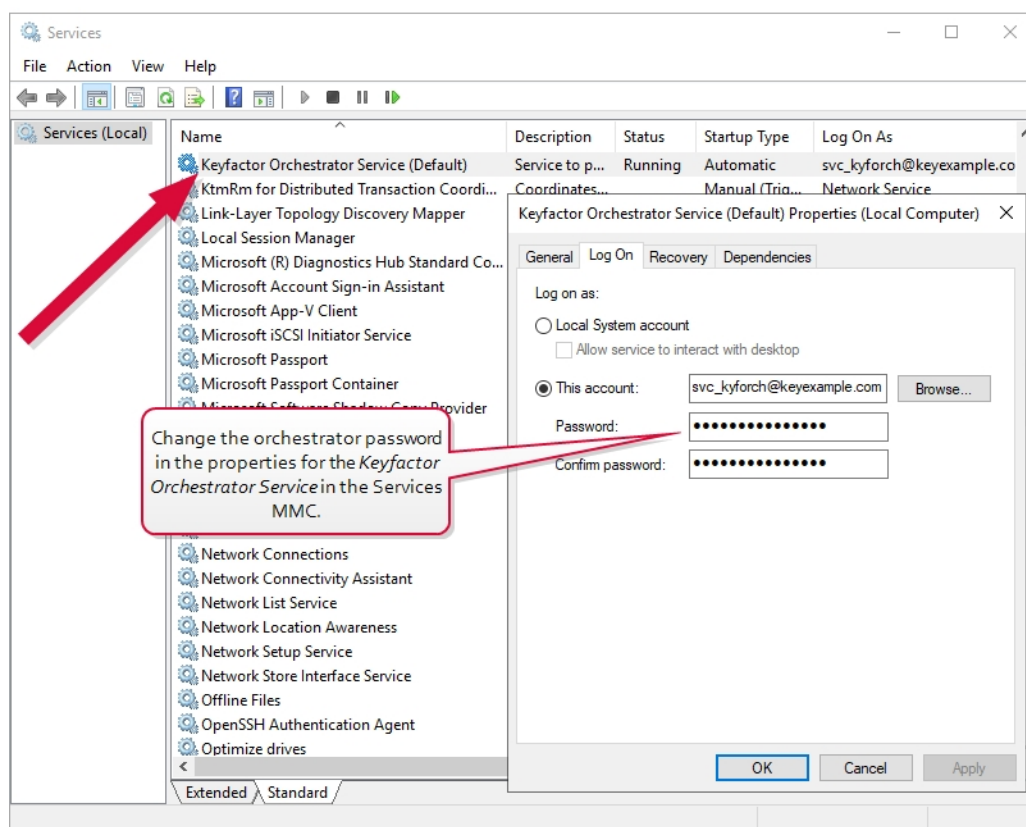 Services
File Action View Help
Services (Local)
Name Description Status Startup Type Log On As
Keyfactor Orchestrator Service (Default) Service to p... Running Automatic svc_kyforch@keyexample.co
KtmRm for Distributed Transaction Coordi... Coordinates... Manual (Trig... Network Service
Link-Layer Topology Discovery Mapper
Local Session Manager
Microsoft (R) Diagnostics Hub Standard Co...
Microsoft Account Sign-in Assistant
Microsoft App-V Client
Microsoft iSCSI Initiator Service
Microsoft Passport
Microsoft Passport Container
Microsoft Software Shadow Copy Provider
Network Connections
Network Connectivity Assistant
Network List Service
Network Location Awareness
Network Setup Service
Network Store Interface Service
Offline Files
OpenSSH Authentication Agent
Optimize drives
Extended Standard
Change the orchestrator password
in the properties for the Keyfactor
Orchestrator Service in the Services
MMC.
Keyfactor Orchestrator Service (Default) Properties (Local Computer)
General Log On Recovery Dependencies
Log on as:
Local System account
Allow service to interact with desktop
This account: svc_kyforch@keyexample.com Browse...
Password: •••••••••••••••
Confirm password: •••••••••••••••
OK Cancel Apply